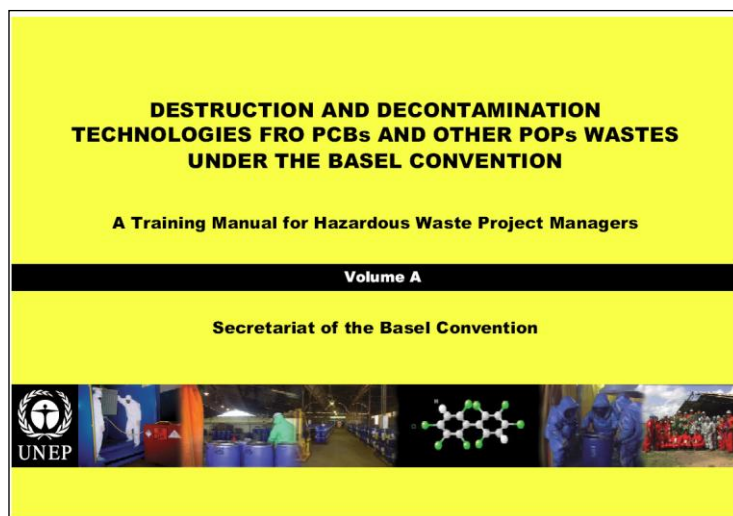 DESTRUCTION AND DECONTAMINATION
TECHNOLOGIES FRO PCBs AND OTHER POPs WASTES
UNDER THE BASEL CONVENTION
A Training Manual for Hazardous Waste Project Managers
Volume A
Secretariat of the Basel Convention
UNEP